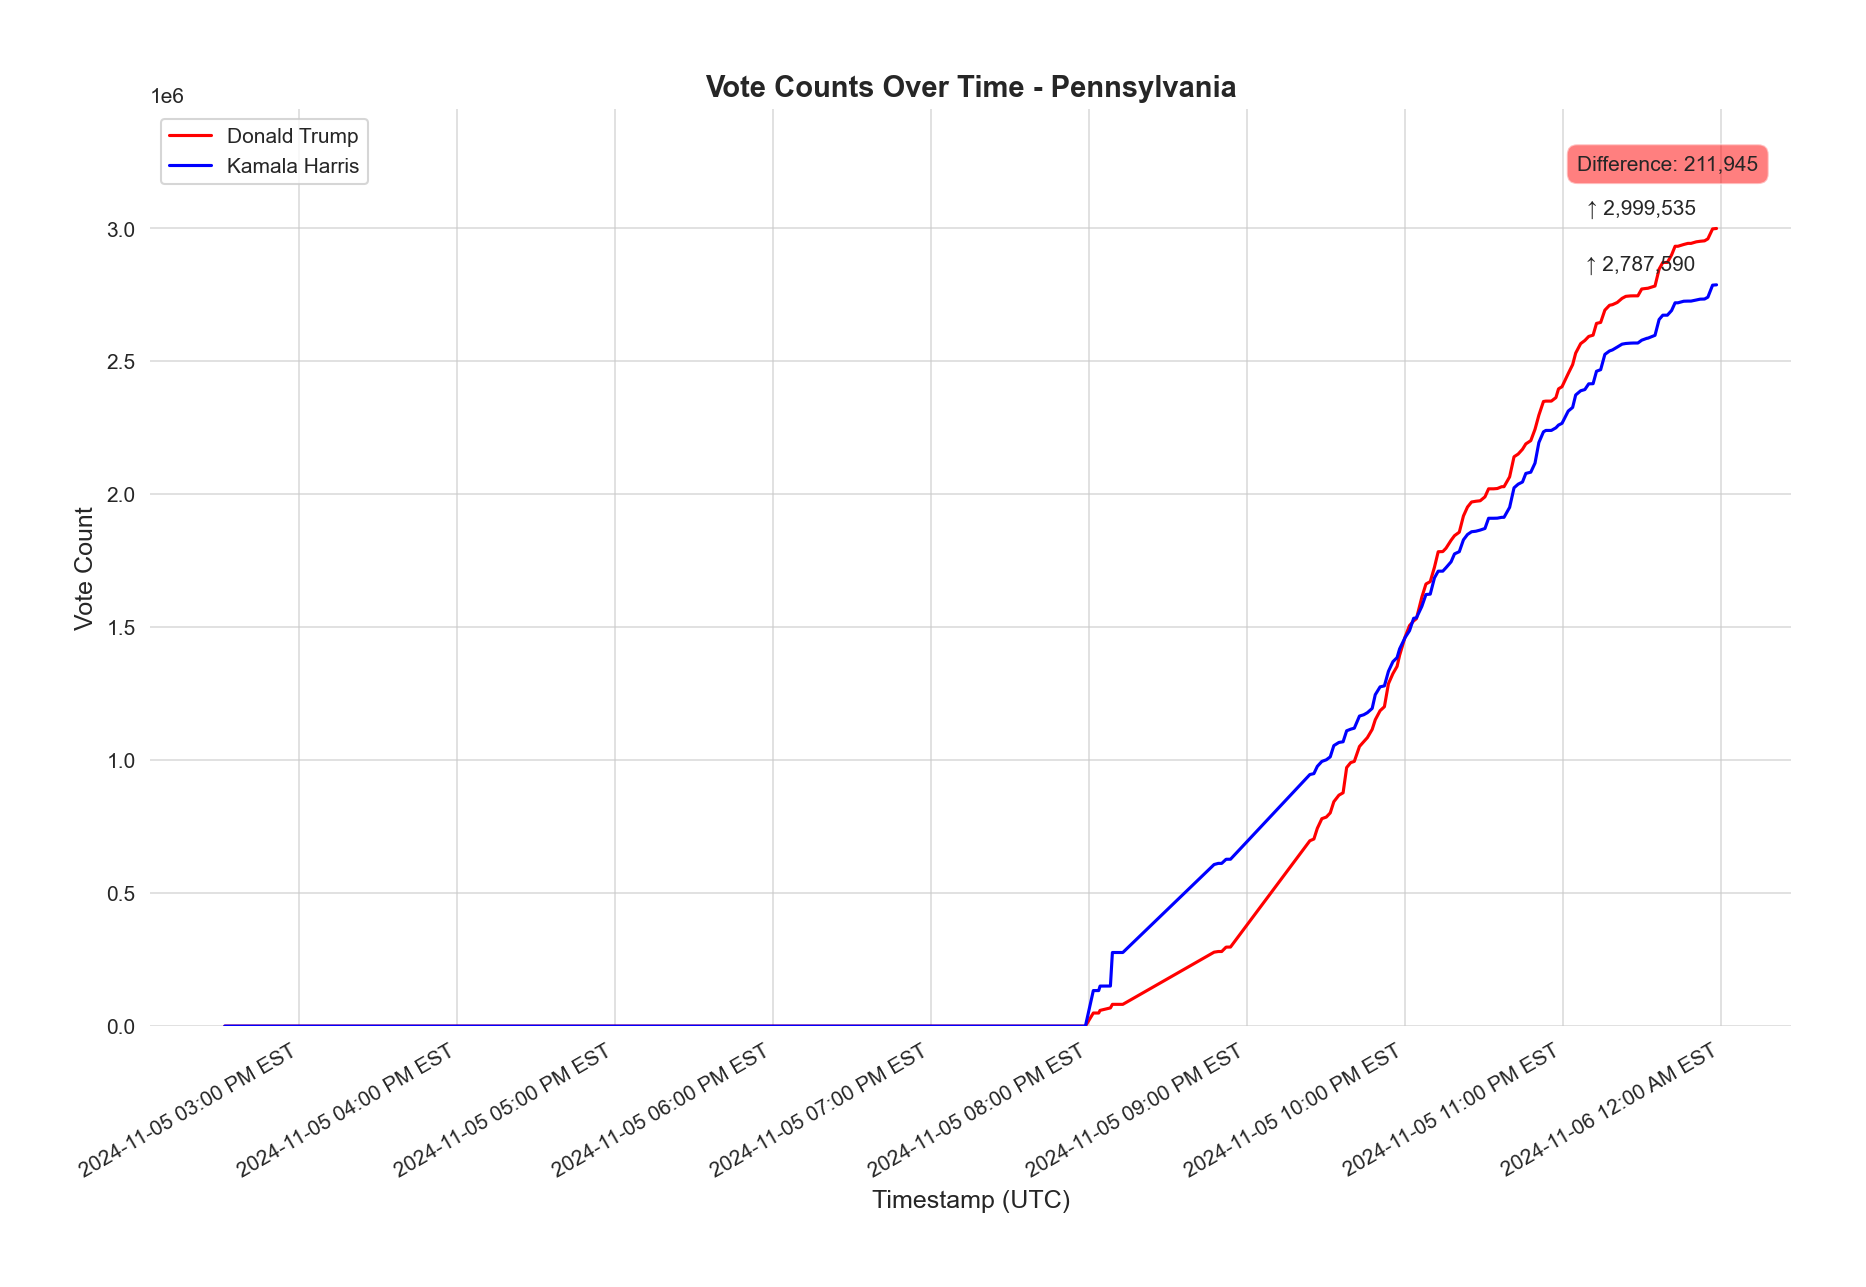 Vote Counts Over Time - Pennsylvania
1e6
Donald Trump
Kamala Harris
Difference: 211,945
↑ 2,999,535
↑ 2,787,590
3.0
2.5
2.0
1.5
1.0
0.5
0.0
Vote Count
2024-11-05 03:00 PM EST
2024-11-05 04:00 PM EST
2024-11-05 05:00 PM EST
2024-11-05 06:00 PM EST
2024-11-05 07:00 PM EST
2024-11-05 08:00 PM EST
2024-11-05 09:00 PM EST
2024-11-05 10:00 PM EST
2024-11-05 11:00 PM EST
2024-11-06 12:00 AM EST
Timestamp (UTC)